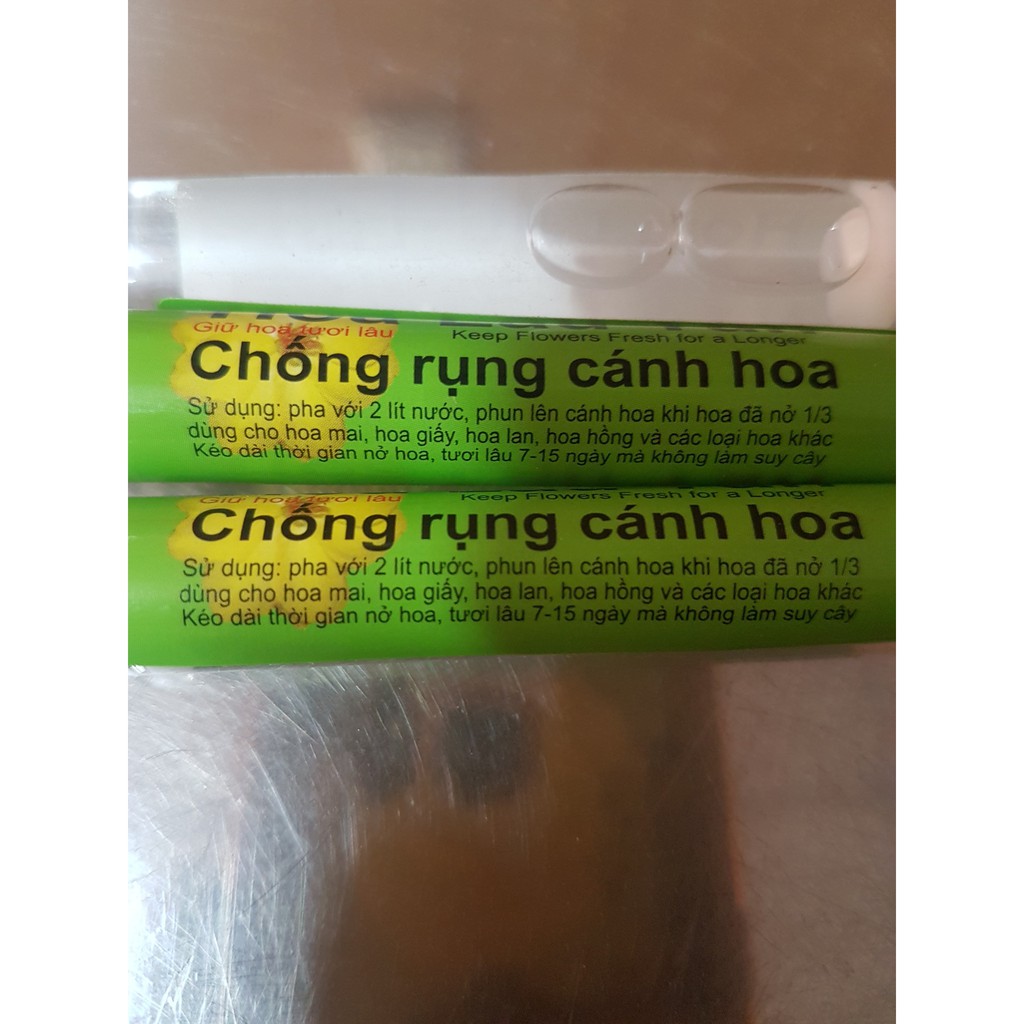 Giữ hoa tươi lâu
Keep Flowers Fresh for a Longer
Chống rụng cánh hoa
Sử dụng: pha với 2 lít nước, phun lên cánh hoa khi hoa đã nở 1/3
dùng cho hoa mai, hoa giấy, hoa lan, hoa hồng và các loại hoa khác
Kéo dài thời gian nở hoa, tươi lâu 7-15 ngày mà không làm suy cây
Giữ hoa tươi lâu
Keep Flowers Fresh for a Longer
Chống rụng cánh hoa
Sử dụng: pha với 2 lít nước, phun lên cánh hoa khi hoa đã nở 1/3
dùng cho hoa mai, hoa giấy, hoa lan, hoa hồng và các loại hoa khác
Kéo dài thời gian nở hoa, tươi lâu 7-15 ngày mà không làm suy cây